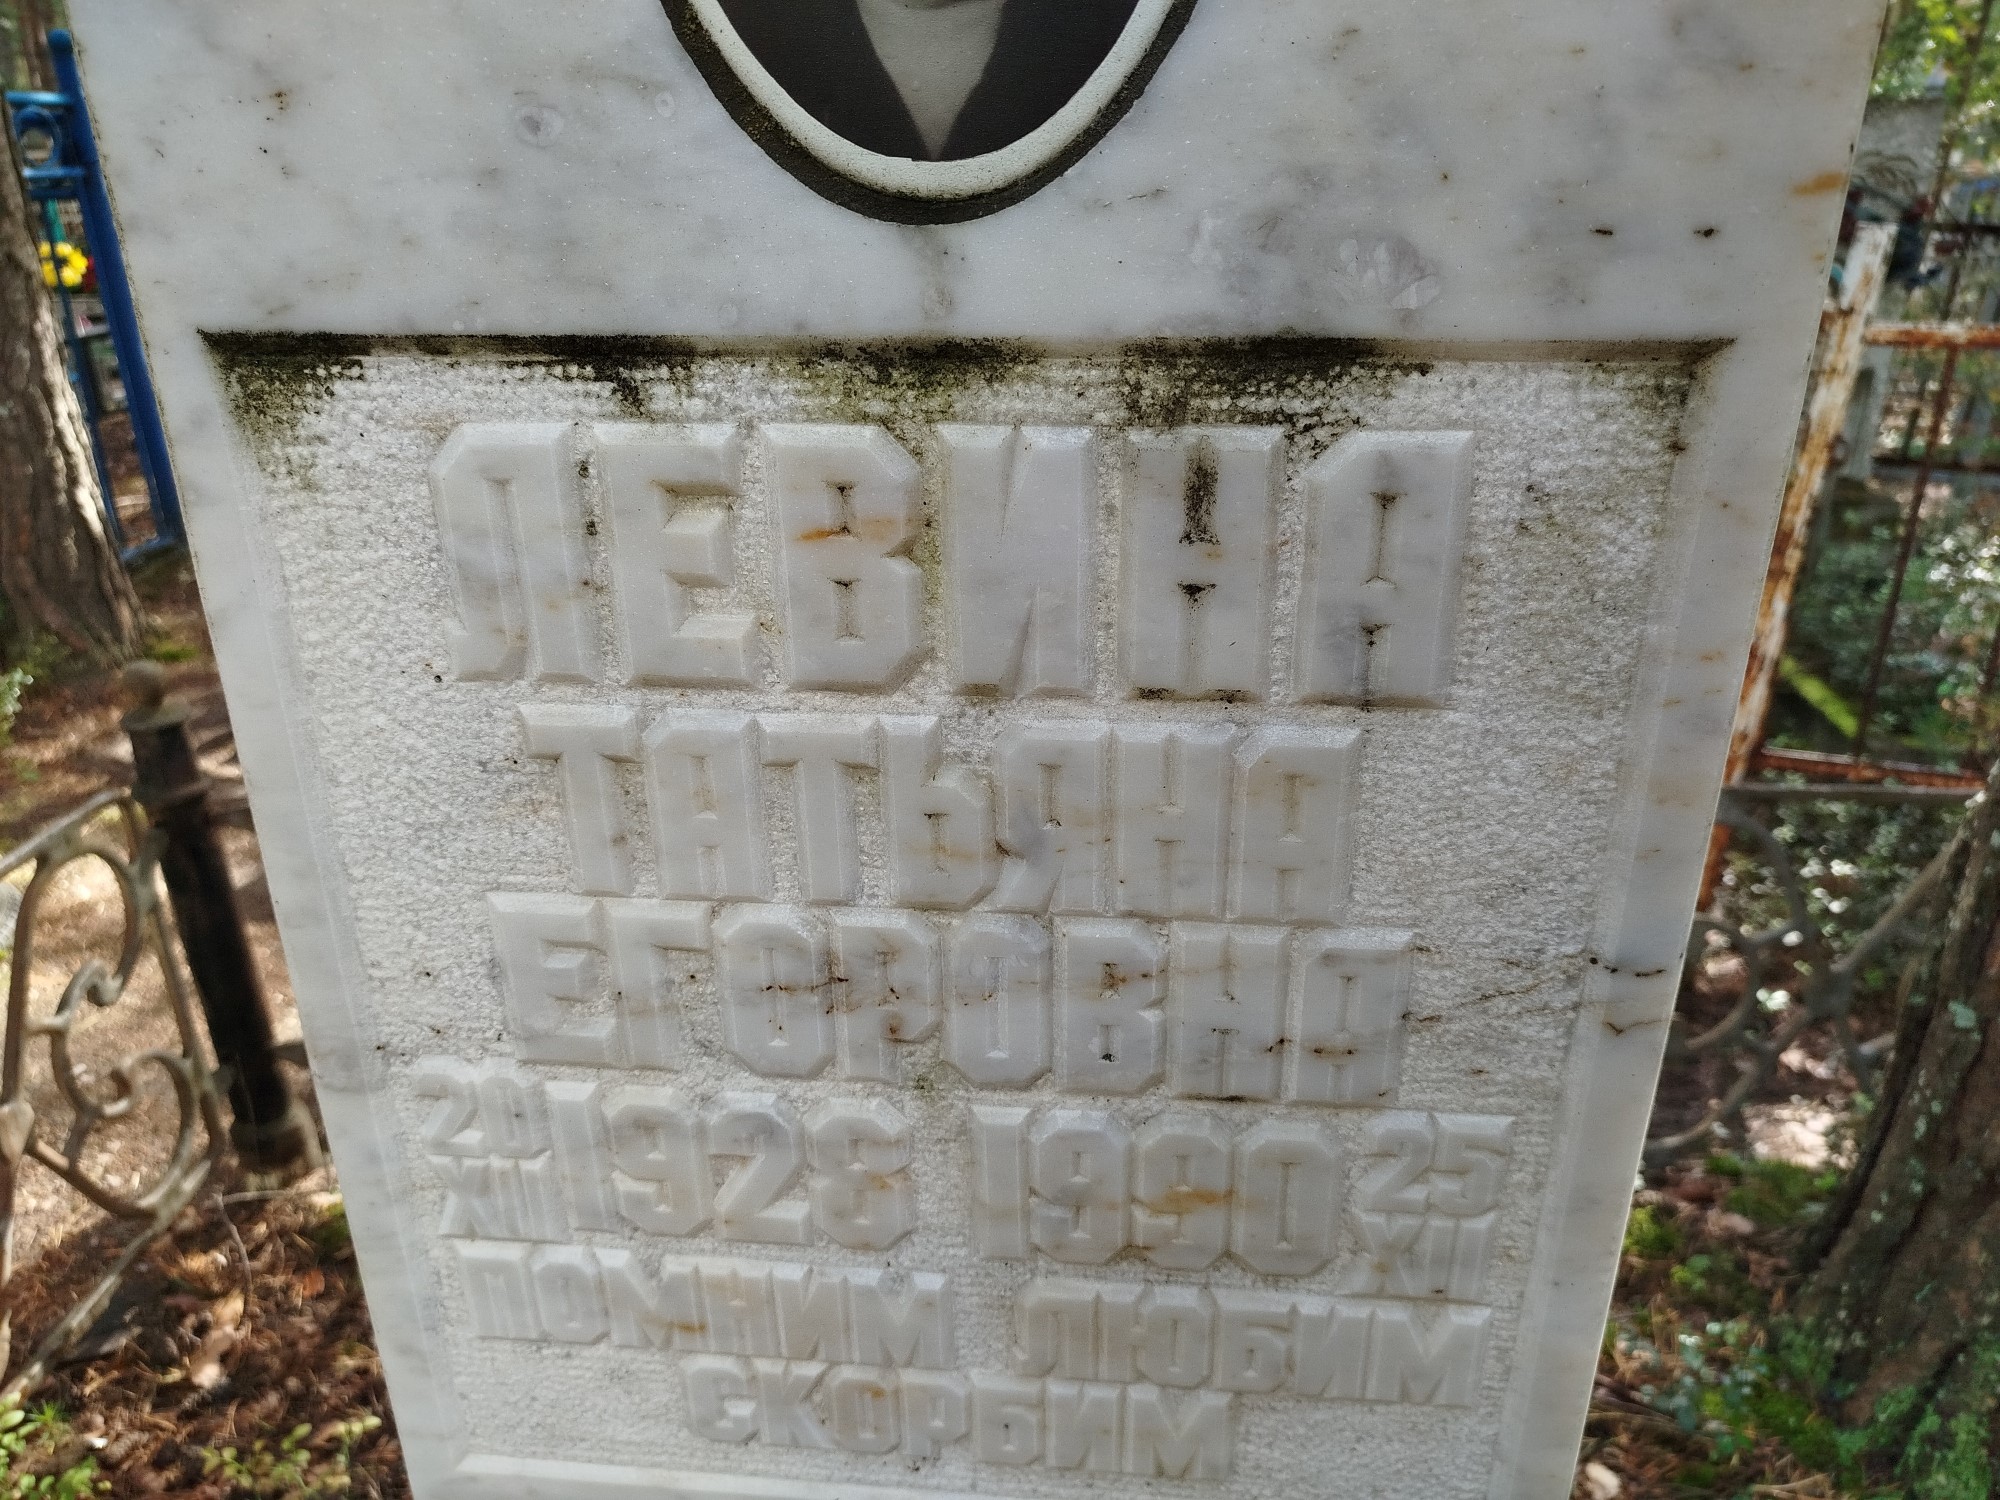 ЛЕВИНА
ТАТЬЯНА
ЕГОРОВНА
20 XII 1928 1990 25 XII
ПОМНИМ ЛЮБИМ
СКОРБИМ